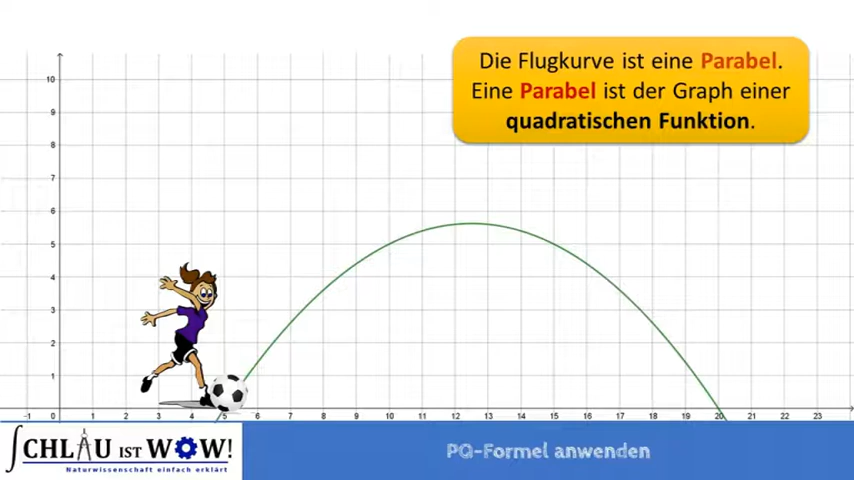 Die Flugkurve ist eine Parabel.
Eine Parabel ist der Graph einer
quadratischen Funktion.
10
9
8
7
6
5
4
3
2
1
-1 0 1 2 3 4 5 6 7 8 9 10 11 12 13 14 15 16 17 18 19 20 21 22 23
SCHLAU IST WOW!
Naturwissenschaft einfach erklärt
PQ-Formel anwenden